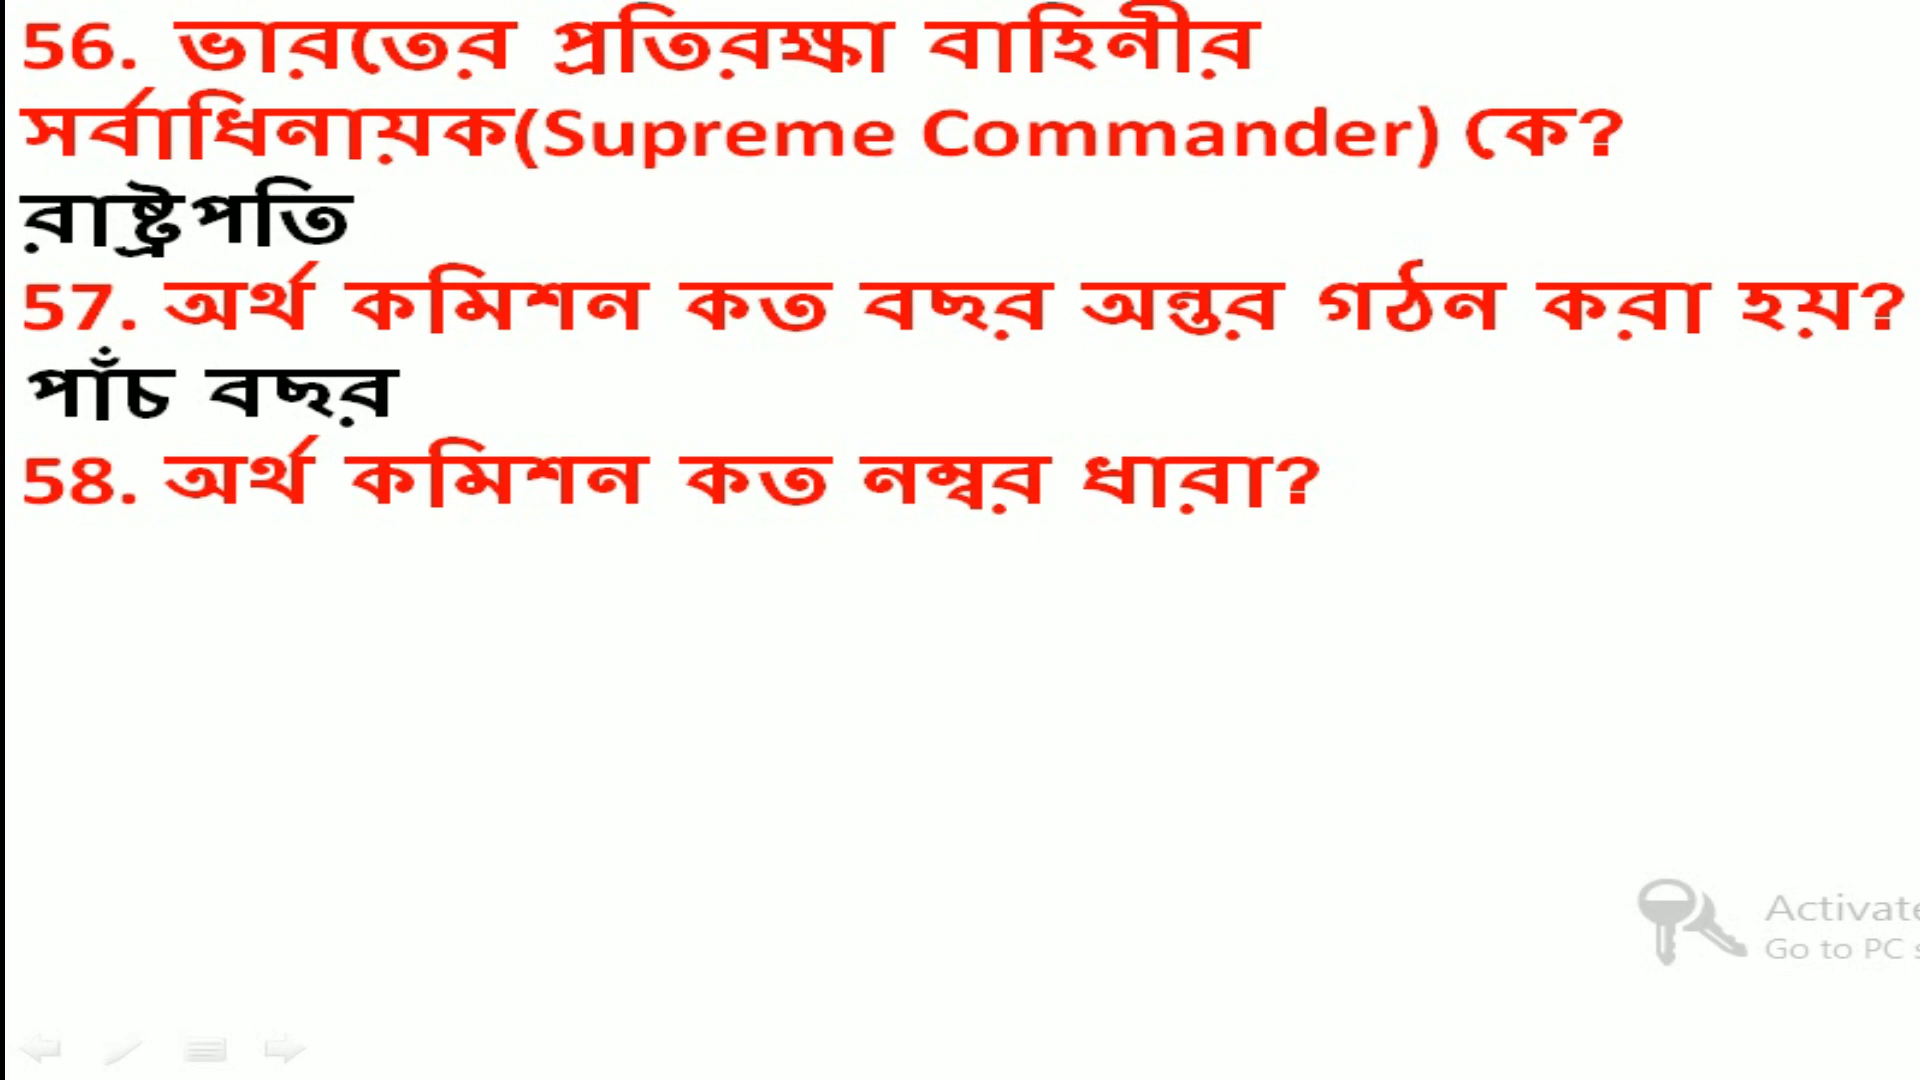 56. ভারতের প্রতিরক্ষা বাহিনীর
সর্বাধিনায়ক(Supreme Commander) কে?
রাষ্ট্রপতি
57. অর্থ কমিশন কত বছর অন্তর গঠন করা হয়?
পাঁচ বছর
58. অর্থ কমিশন কত নম্বর ধারা?
Activate
Go to PC s